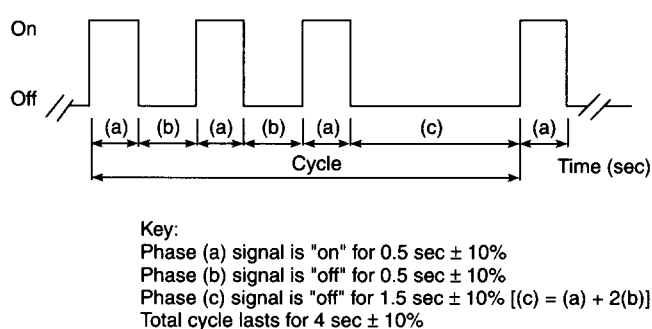 On
Off
(a) (b) (a) (b) (a) (c) (a)
Cycle
Time (sec)
Key:
Phase (a) signal is "on" for 0.5 sec ± 10%
Phase (b) signal is "off" for 0.5 sec ± 10%
Phase (c) signal is "off" for 1.5 sec ± 10% [(c) = (a) + 2(b)]
Total cycle lasts for 4 sec ± 10%